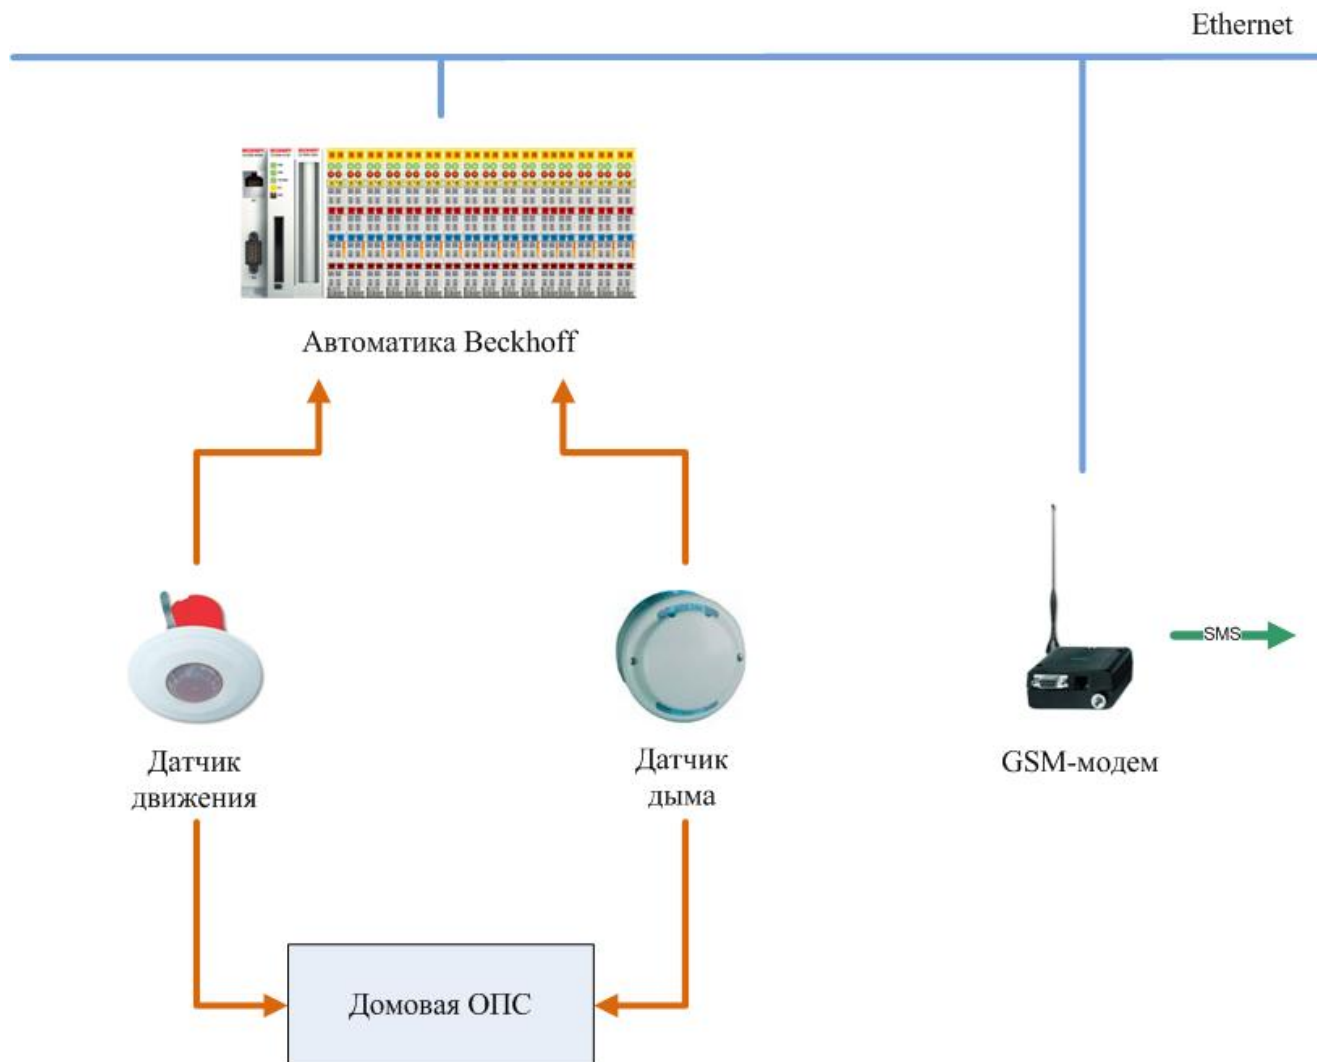 Ethernet
Автоматика Beckhoff
SMS
Датчик
движения
Датчик
дыма
GSM-модем
Домовая ОПС